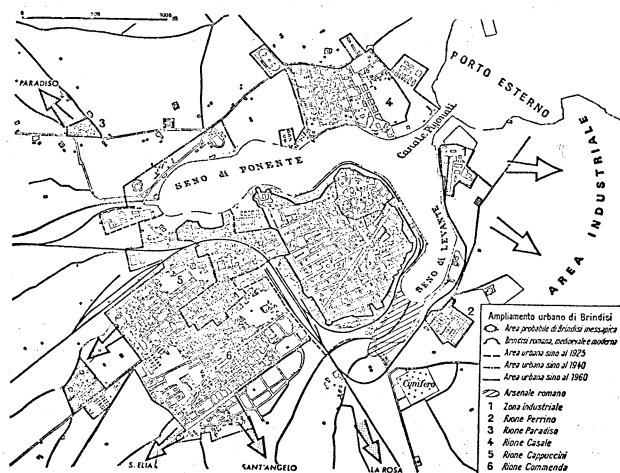 0 500 1000 m
PARADISO
3
4
PORTO ESTERNO
Canale Pigonati
SENO di PONENTE
AREA INDUSTRIALE
SENO di LEVANTE
5
6
2
Cimitero
S. ELIA
SANT'ANGELO
LA ROSA
Ampliamento urbano di Brindisi
Area probabile di Brindisi messapica
Brindisi romana, medioevale e moderna
Area urbana sino al 1925
Area urbana sino al 1940
Area urbana sino al 1960
Arsenale romano
1 Zona industriale
2 Rione Perrino
3 Rione Paradiso
4 Rione Casale
5 Rione Cappuccini
6 Rione Commenda